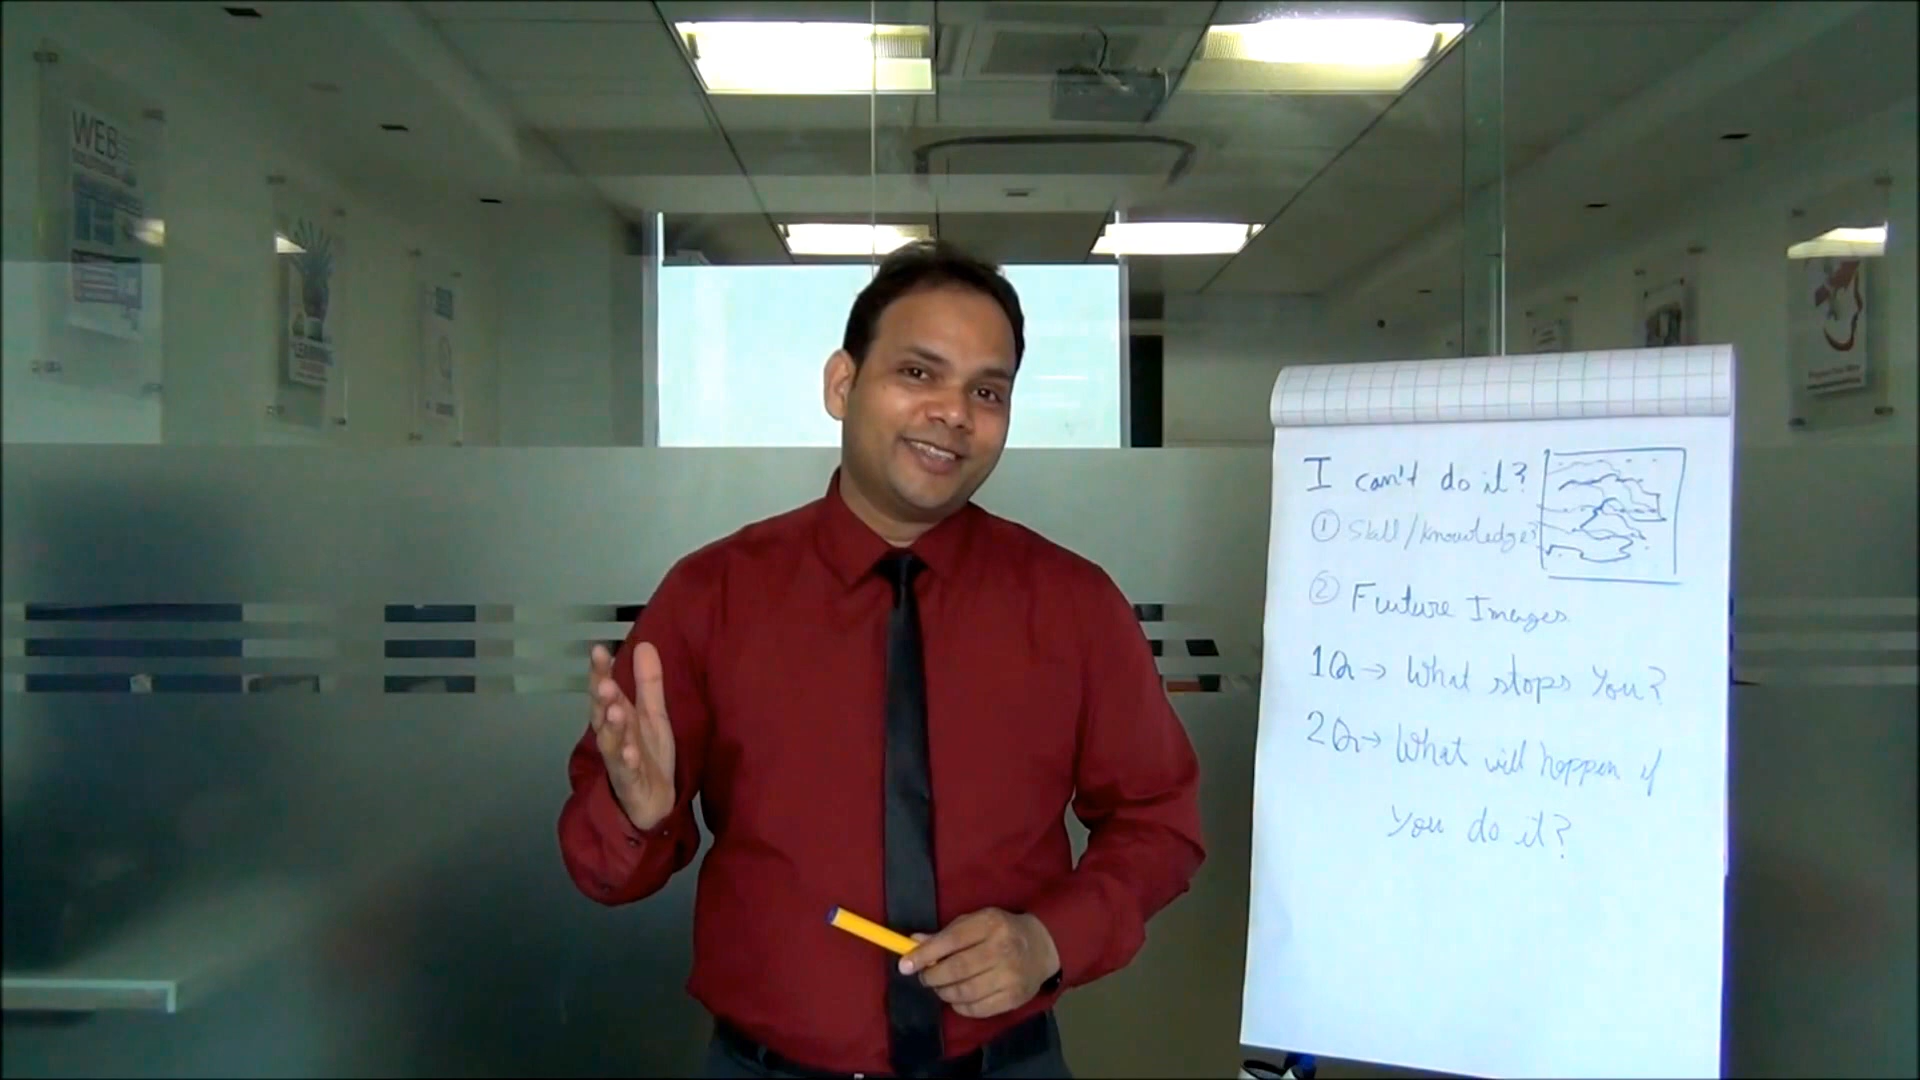 WEB
LEARNING
I can't do it?
① Skill/Knowledge?
② Future Images
1Q → What stops You?
2Q → What will happen if
You do it?